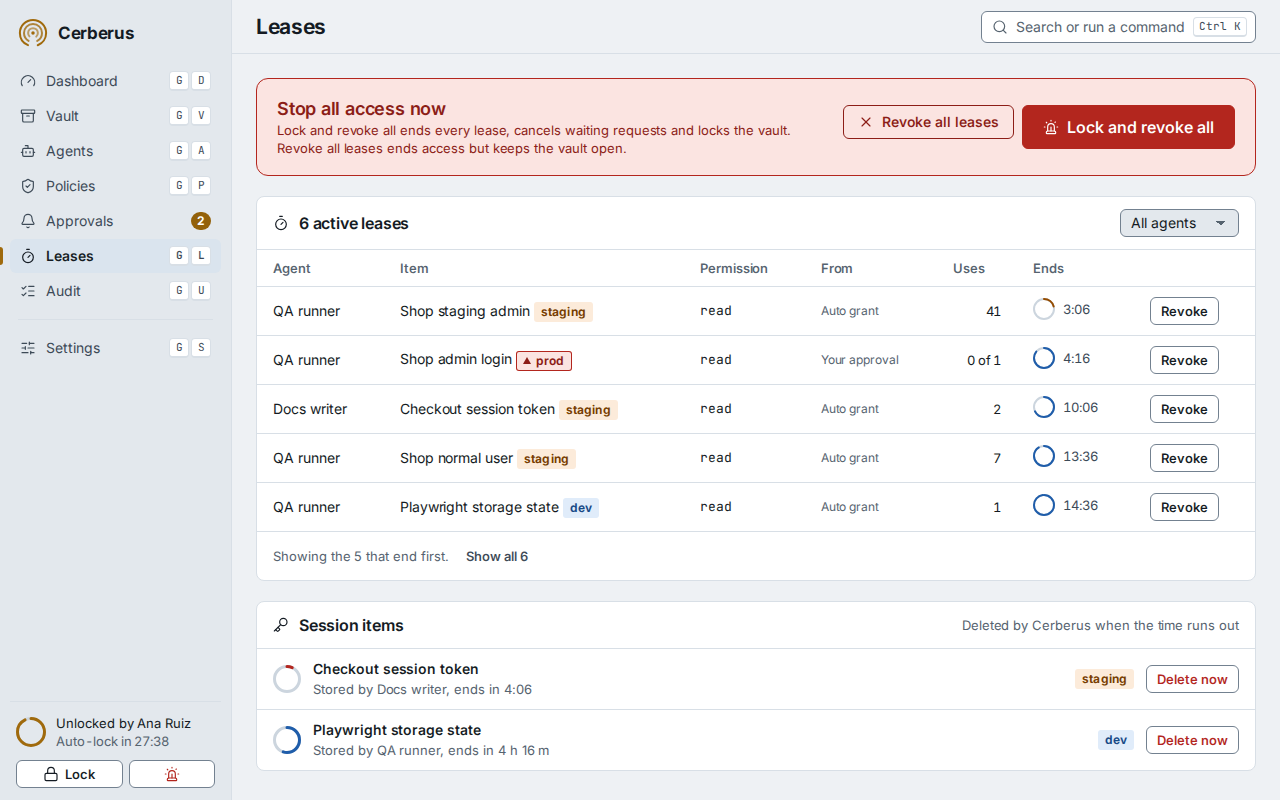 Cerberus
Dashboard G D
Vault G V
Agents G A
Policies G P
Approvals 2
Leases G L
Audit G U
Settings G S
Unlocked by Ana Ruiz
Auto-lock in 27:38
Lock
Leases
Search or run a command Ctrl K
Stop all access now
Lock and revoke all ends every lease, cancels waiting requests and locks the vault.
Revoke all leases ends access but keeps the vault open.
Revoke all leases
Lock and revoke all
6 active leases
All agents
Agent Item Permission From Uses Ends
QA runner Shop staging admin staging read Auto grant 41 3:06 Revoke
QA runner Shop admin login prod read Your approval 0 of 1 4:16 Revoke
Docs writer Checkout session token staging read Auto grant 2 10:06 Revoke
QA runner Shop normal user staging read Auto grant 7 13:36 Revoke
QA runner Playwright storage state dev read Auto grant 1 14:36 Revoke
Showing the 5 that end first. Show all 6
Session items Deleted by Cerberus when the time runs out
Checkout session token
Stored by Docs writer, ends in 4:06
staging Delete now
Playwright storage state
Stored by QA runner, ends in 4 h 16 m
dev Delete now